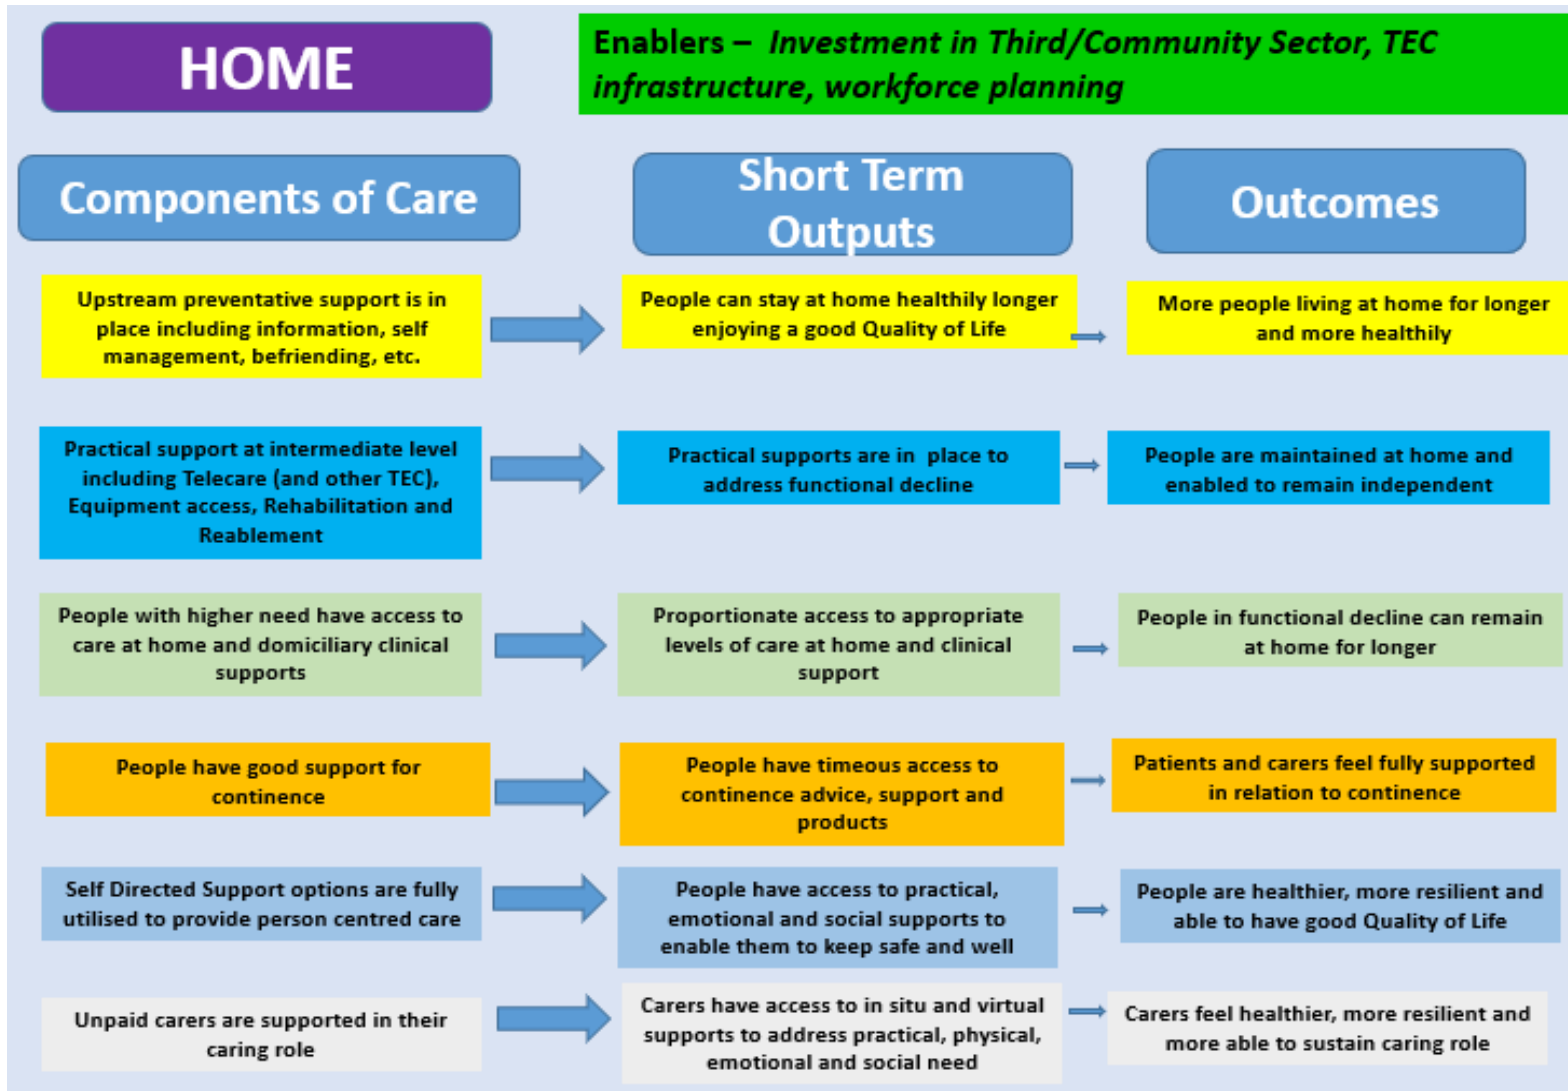 HOME
Enablers – Investment in Third/Community Sector, TEC
infrastructure, workforce planning
Components of Care
Short Term
Outputs
Outcomes
Upstream preventative support is in
place including information, self
management, befriending, etc.
People can stay at home healthily longer
enjoying a good Quality of Life
More people living at home for longer
and more healthily
Practical support at intermediate level
including Telecare (and other TEC),
Equipment access, Rehabilitation and
Reablement
Practical supports are in place to
address functional decline
People are maintained at home and
enabled to remain independent
People with higher need have access to
care at home and domiciliary clinical
supports
Proportionate access to appropriate
levels of care at home and clinical
support
People in functional decline can remain
at home for longer
People have good support for
continence
People have timeous access to
continence advice, support and
products
Patients and carers feel fully supported
in relation to continence
Self Directed Support options are fully
utilised to provide person centred care
People have access to practical,
emotional and social supports to
enable them to keep safe and well
People are healthier, more resilient and
able to have good Quality of Life
Unpaid carers are supported in their
caring role
Carers have access to in situ and virtual
supports to address practical, physical,
emotional and social need
Carers feel healthier, more resilient and
more able to sustain caring role